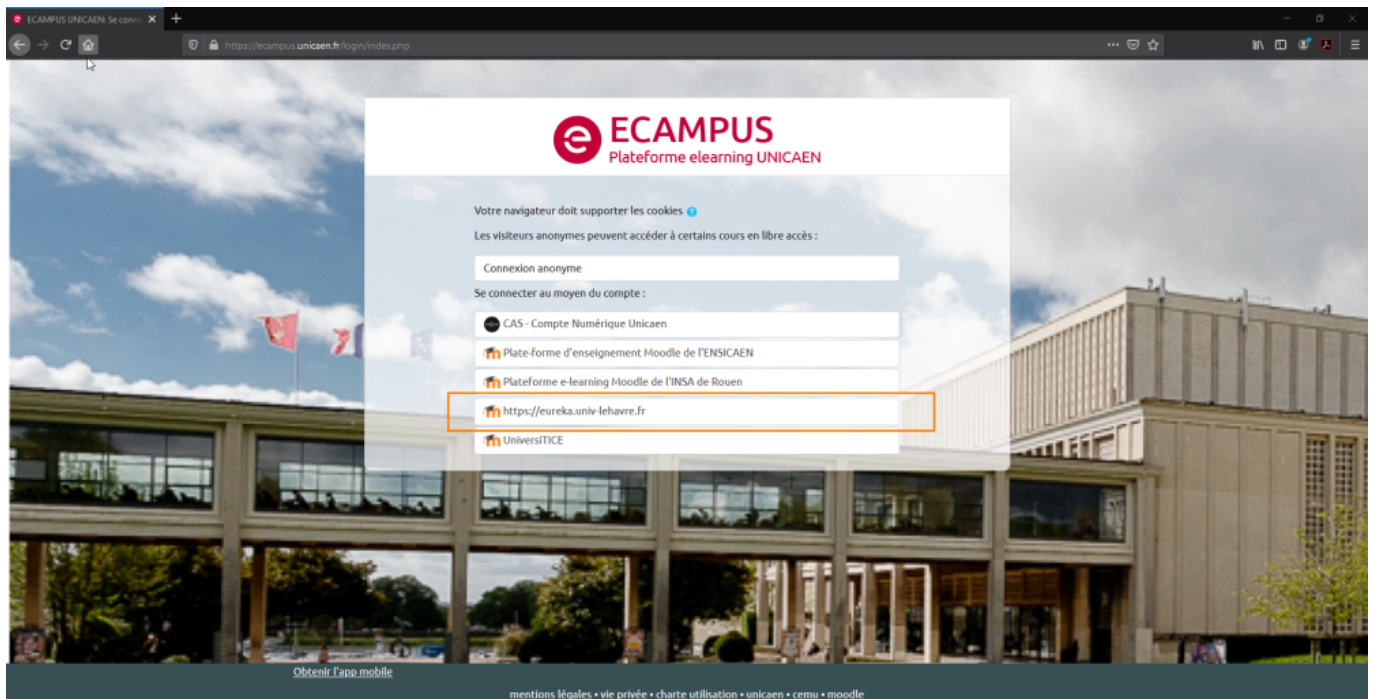 ECAMPUS UNICAEN: Se conne
https://ecampus.unicaen.fr/login/index.php
ECAMPUS
Plateforme elearning UNICAEN
Votre navigateur doit supporter les cookies
Les visiteurs anonymes peuvent accéder à certains cours en libre accès :
Connexion anonyme
Se connecter au moyen du compte :
CAS - Compte Numérique Unicaen
Plate-forme d'enseignement Moodle de l'ENSICAEN
Plateforme e-learning Moodle de l'INSA de Rouen
https://eureka.univ-lehavre.fr
UniversiTICE
Obtenir l'app mobile
mentions légales • vie privée • charte utilisation • unicaen • cemu • moodle